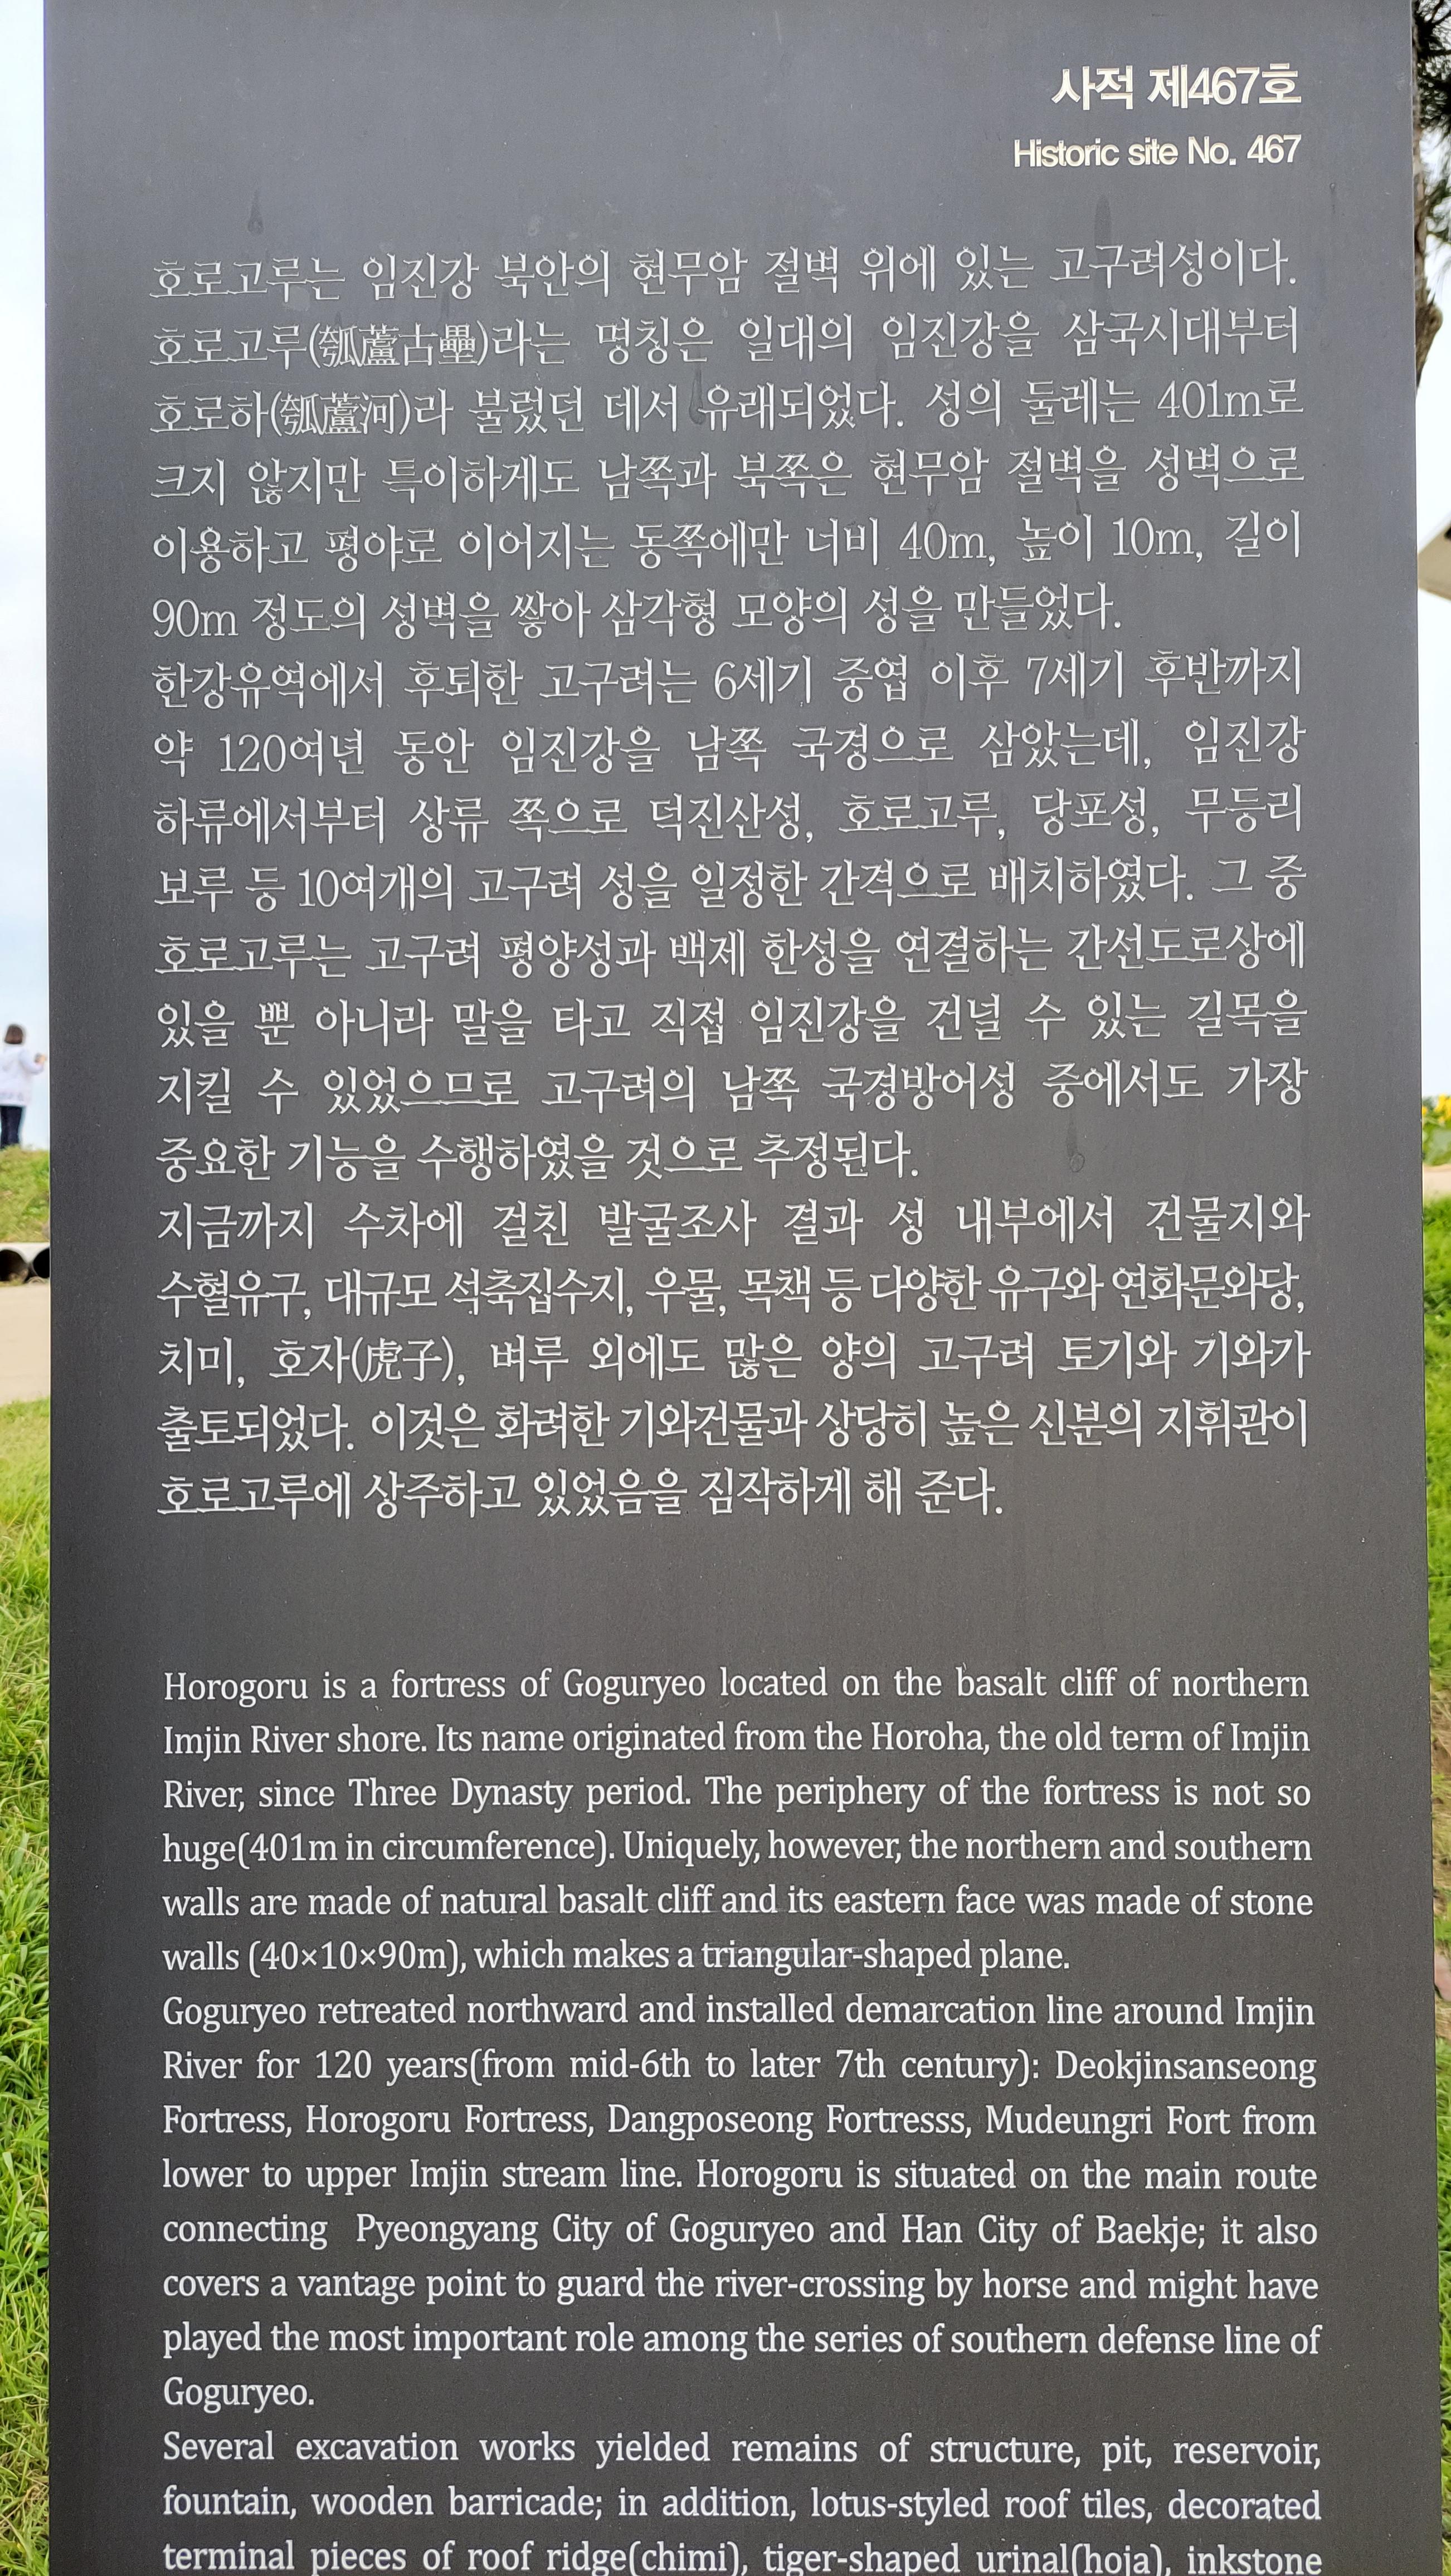 사적 제467호
Historic site No. 467
호로고루는 임진강 북안의 현무암 절벽 위에 있는 고구려성이다.
호로고루(瓠蘆古壘)라는 명칭은 일대의 임진강을 삼국시대부터
호로하(瓠蘆河)라 불렀던 데서 유래되었다. 성의 둘레는 401m로
크지 않지만 특이하게도 남쪽과 북쪽은 현무암 절벽을 성벽으로
이용하고 평야로 이어지는 동쪽에만 너비 40m, 높이 10m, 길이
90m 정도의 성벽을 쌓아 삼각형 모양의 성을 만들었다.
한강유역에서 후퇴한 고구려는 6세기 중엽 이후 7세기 후반까지
약 120여년 동안 임진강을 남쪽 국경으로 삼았는데, 임진강
하류에서부터 상류 쪽으로 덕진산성, 호로고루, 당포성, 무등리
보루 등 10여개의 고구려 성을 일정한 간격으로 배치하였다. 그 중
호로고루는 고구려 평양성과 백제 한성을 연결하는 간선도로상에
있을 뿐 아니라 말을 타고 직접 임진강을 건널 수 있는 길목을
지킬 수 있었으므로 고구려의 남쪽 국경방어성 중에서도 가장
중요한 기능을 수행하였을 것으로 추정된다.
지금까지 수차에 걸친 발굴조사 결과 성 내부에서 건물지와
수혈유구, 대규모 석축집수지, 우물, 목책 등 다양한 유구와 연화문와당,
치미, 호자(虎子), 벼루 외에도 많은 양의 고구려 토기와 기와가
출토되었다. 이것은 화려한 기와건물과 상당히 높은 신분의 지휘관이
호로고루에 상주하고 있었음을 짐작하게 해 준다.
Horogoru is a fortress of Goguryeo located on the basalt cliff of northern
Imjin River shore. Its name originated from the Horoha, the old term of Imjin
River, since Three Dynasty period. The periphery of the fortress is not so
huge(401m in circumference). Uniquely, however, the northern and southern
walls are made of natural basalt cliff and its eastern face was made of stone
walls (40×10×90m), which makes a triangular-shaped plane.
Goguryeo retreated northward and installed demarcation line around Imjin
River for 120 years(from mid-6th to later 7th century): Deokjinsanseong
Fortress, Horogoru Fortress, Dangposeong Fortresss, Mudeungri Fort from
lower to upper Imjin stream line. Horogoru is situated on the main route
connecting Pyeongyang City of Goguryeo and Han City of Baekje; it also
covers a vantage point to guard the river-crossing by horse and might have
played the most important role among the series of southern defense line of
Goguryeo.
Several excavation works yielded remains of structure, pit, reservoir,
fountain, wooden barricade; in addition, lotus-styled roof tiles, decorated
terminal pieces of roof ridge(chimi), tiger-shaped urinal(hoja), inkstone